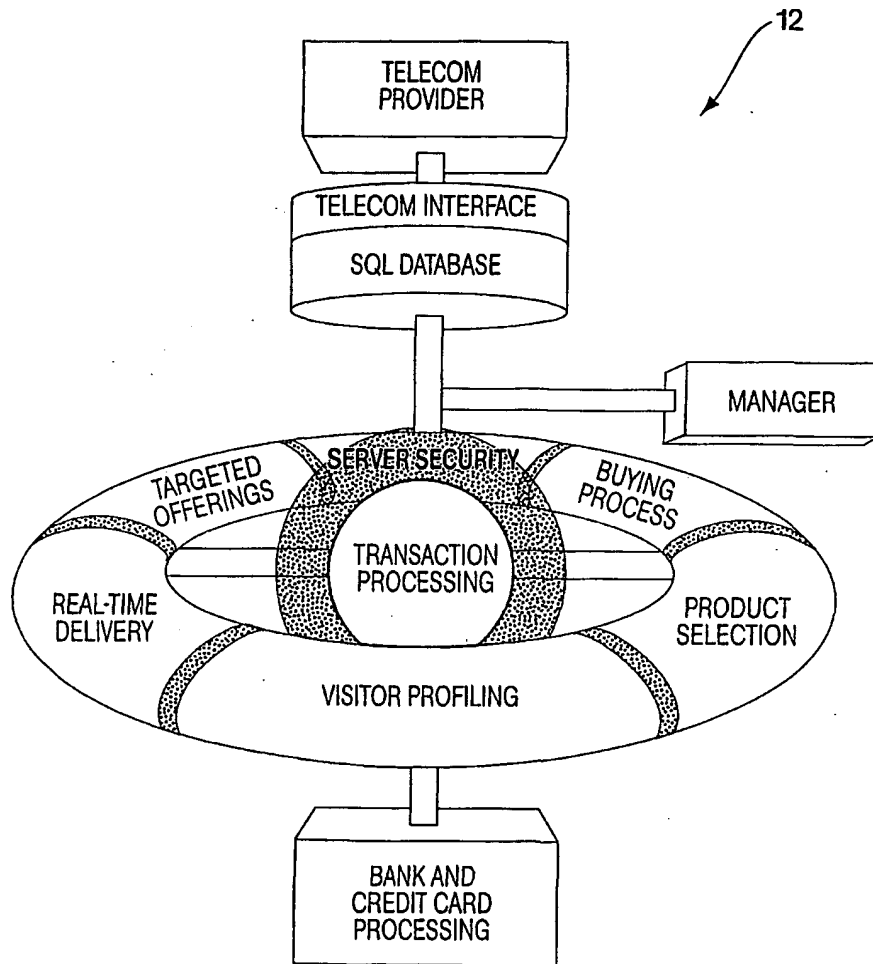 12
TELECOM
PROVIDER
TELECOM INTERFACE
SQL DATABASE
MANAGER
SERVER SECURITY
TARGETED
OFFERINGS
BUYING
PROCESS
TRANSACTION
PROCESSING
REAL-TIME
DELIVERY
PRODUCT
SELECTION
VISITOR PROFILING
BANK AND
CREDIT CARD
PROCESSING